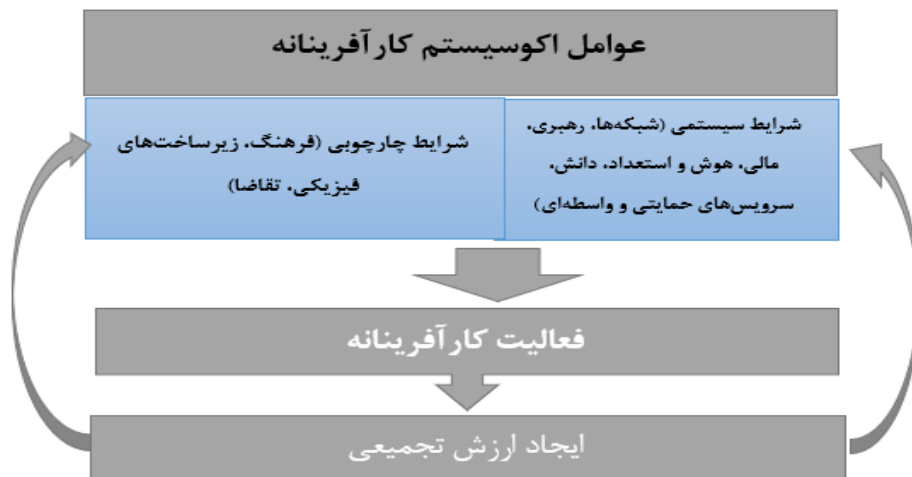 عوامل اکوسیستم کارآفرینانه
شرایط سیستمی (شبکه‌ها، رهبری،
مالی، هوش و استعداد، دانش،
سرویس‌های حمایتی و واسطه‌ای)
شرایط چارچوبی (فرهنگ، زیرساخت‌های
فیزیکی، تقاضا)
فعالیت کارآفرینانه
ایجاد ارزش تجمیعی